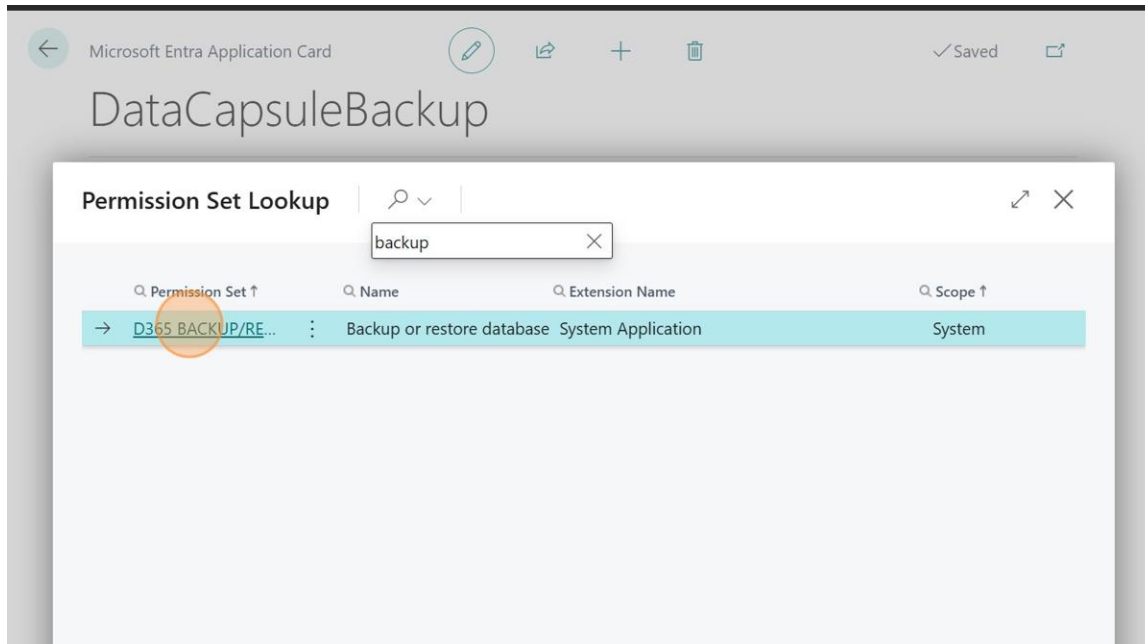 Microsoft Entra Application Card
Saved
DataCapsuleBackup
Permission Set Lookup
backup
Permission Set ↑ Name Extension Name Scope ↑
D365 BACKUP/RE... Backup or restore database System Application System